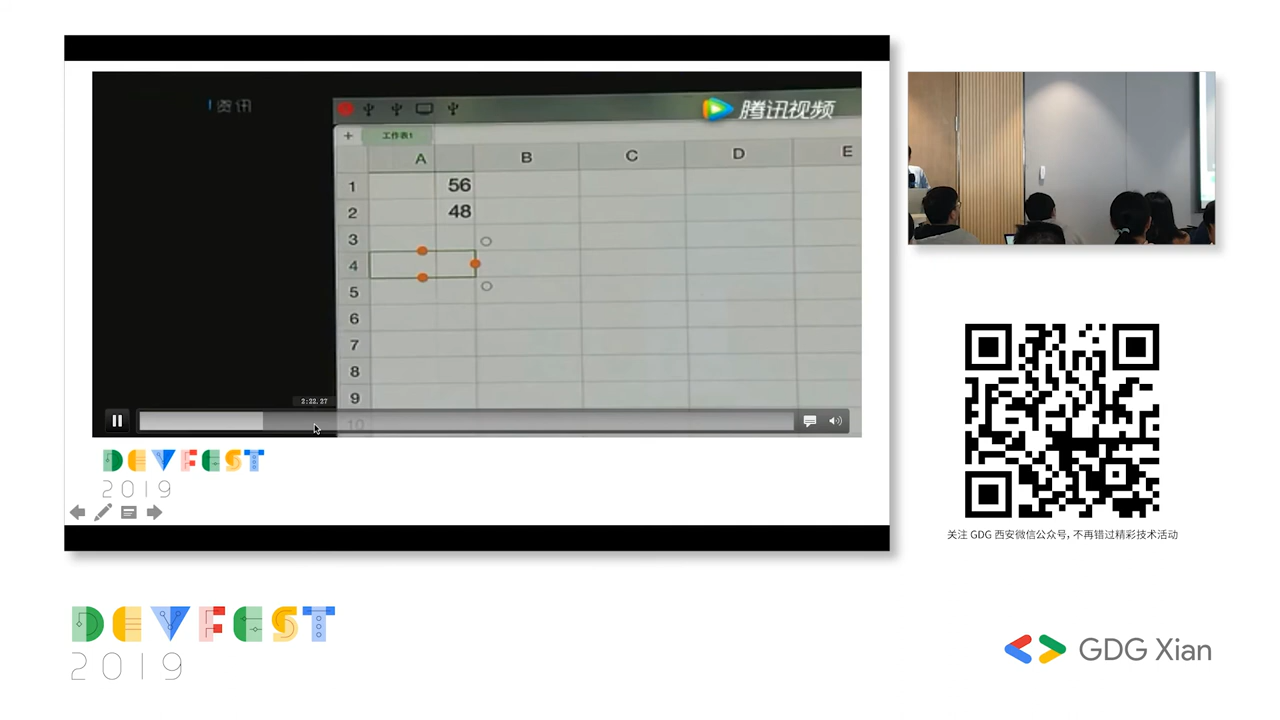 资讯
腾讯视频
+ 工作表1
A B C D E
1 56
2 48
3
4
5
6
7
8
9
10
2:22.27
DEVFEST
2019
关注 GDG 西安微信公众号, 不再错过精彩技术活动
DEVFEST
2019
GDG Xian